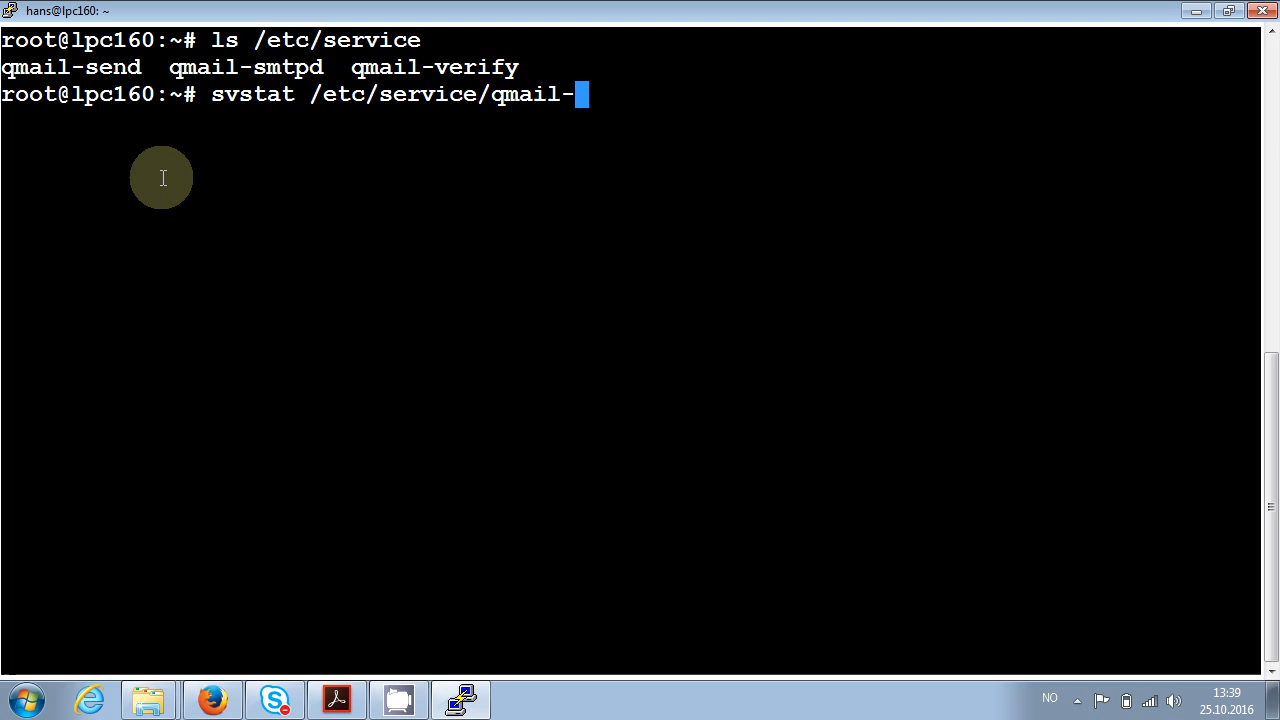 hans@lpc160: ~
root@lpc160:~# ls /etc/service
qmail-send  qmail-smtpd  qmail-verify
root@lpc160:~# svstat /etc/service/qmail-
NO
13:39
25.10.2016